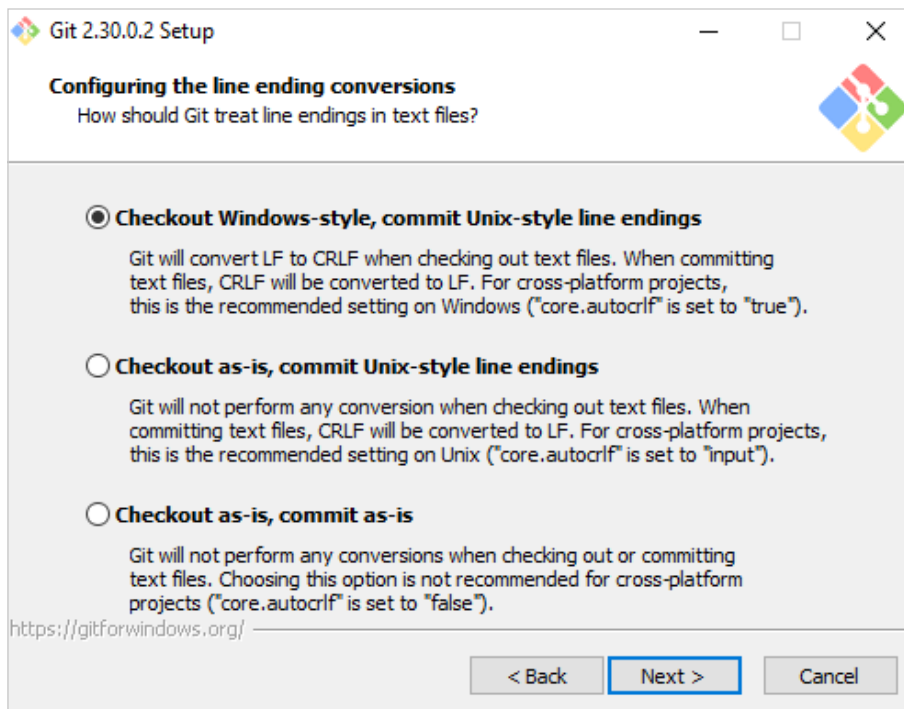 Git 2.30.0.2 Setup
Configuring the line ending conversions
How should Git treat line endings in text files?
Checkout Windows-style, commit Unix-style line endings
Git will convert LF to CRLF when checking out text files. When committing
text files, CRLF will be converted to LF. For cross-platform projects,
this is the recommended setting on Windows ("core.autocrlf" is set to "true").
Checkout as-is, commit Unix-style line endings
Git will not perform any conversion when checking out text files. When
committing text files, CRLF will be converted to LF. For cross-platform projects,
this is the recommended setting on Unix ("core.autocrlf" is set to "input").
Checkout as-is, commit as-is
Git will not perform any conversions when checking out or committing
text files. Choosing this option is not recommended for cross-platform
projects ("core.autocrlf" is set to "false").
https://gitforwindows.org/
< Back
Next >
Cancel